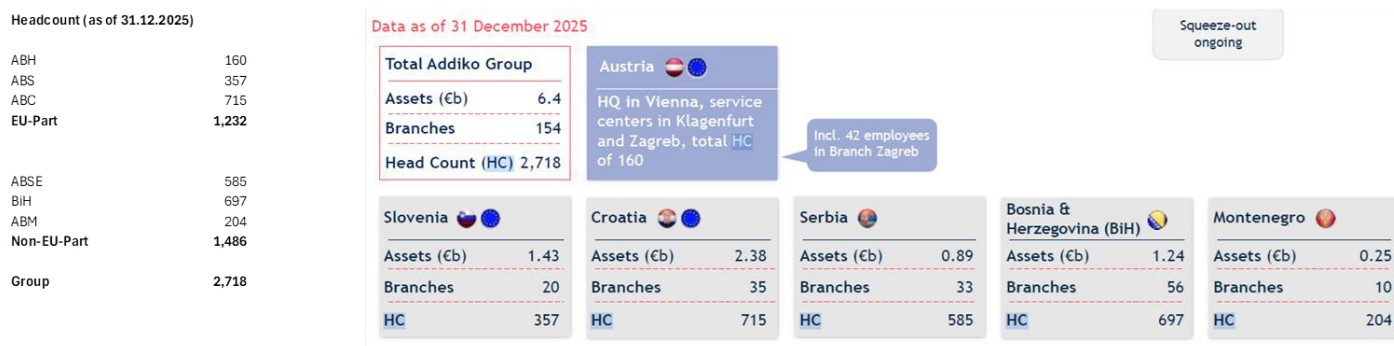 Headcount (as of 31.12.2025)
ABH 160
ABS 357
ABC 715
EU-Part 1,232
ABSE 585
BiH 697
ABM 204
Non-EU-Part 1,486
Group 2,718
Data as of 31 December 2025
Squeeze-out
ongoing
Total Addiko Group
Assets (€b) 6.4
Branches 154
Head Count (HC) 2,718
Austria
HQ in Vienna, service
centers in Klagenfurt
and Zagreb, total HC
of 160
Incl. 42 employees
in Branch Zagreb
Slovenia
Assets (€b) 1.43
Branches 20
HC 357
Croatia
Assets (€b) 2.38
Branches 35
HC 715
Serbia
Assets (€b) 0.89
Branches 33
HC 585
Bosnia &
Herzegovina (BiH)
Assets (€b) 1.24
Branches 56
HC 697
Montenegro
Assets (€b) 0.25
Branches 10
HC 204